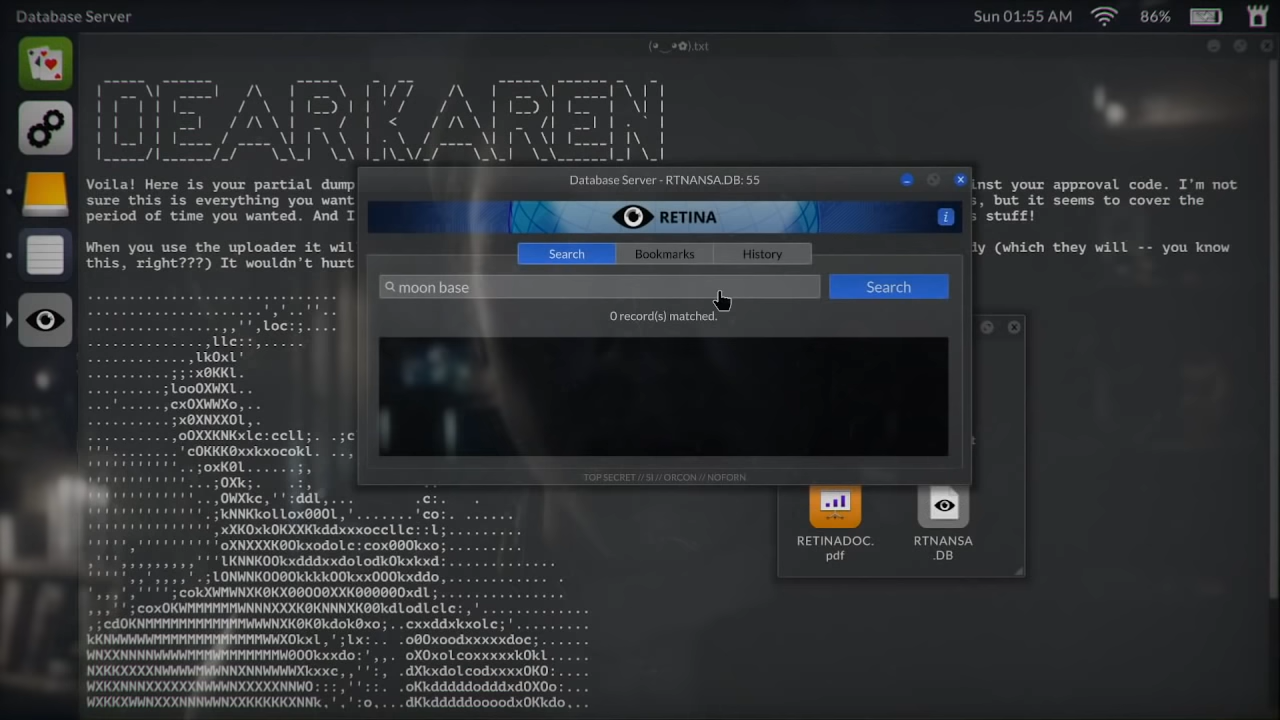 Database Server
Sun 01:55 AM
86%
(◕‿◕✿).txt
DEARKAREN
Voila! Here is your partial dump
inst your approval code. I'm not
sure this is everything you want
s, but it seems to cover the
period of time you wanted. And I
s stuff!
When you use the uploader it wil
dy (which they will -- you know
this, right???) It wouldn't hurt
Database Server - RTNANSA.DB: 55
RETINA
i
Search
Bookmarks
History
moon base
Search
0 record(s) matched.
TOP SECRET // SI // ORCON // NOFORN
RETINADOC.
pdf
RTNANSA
.DB